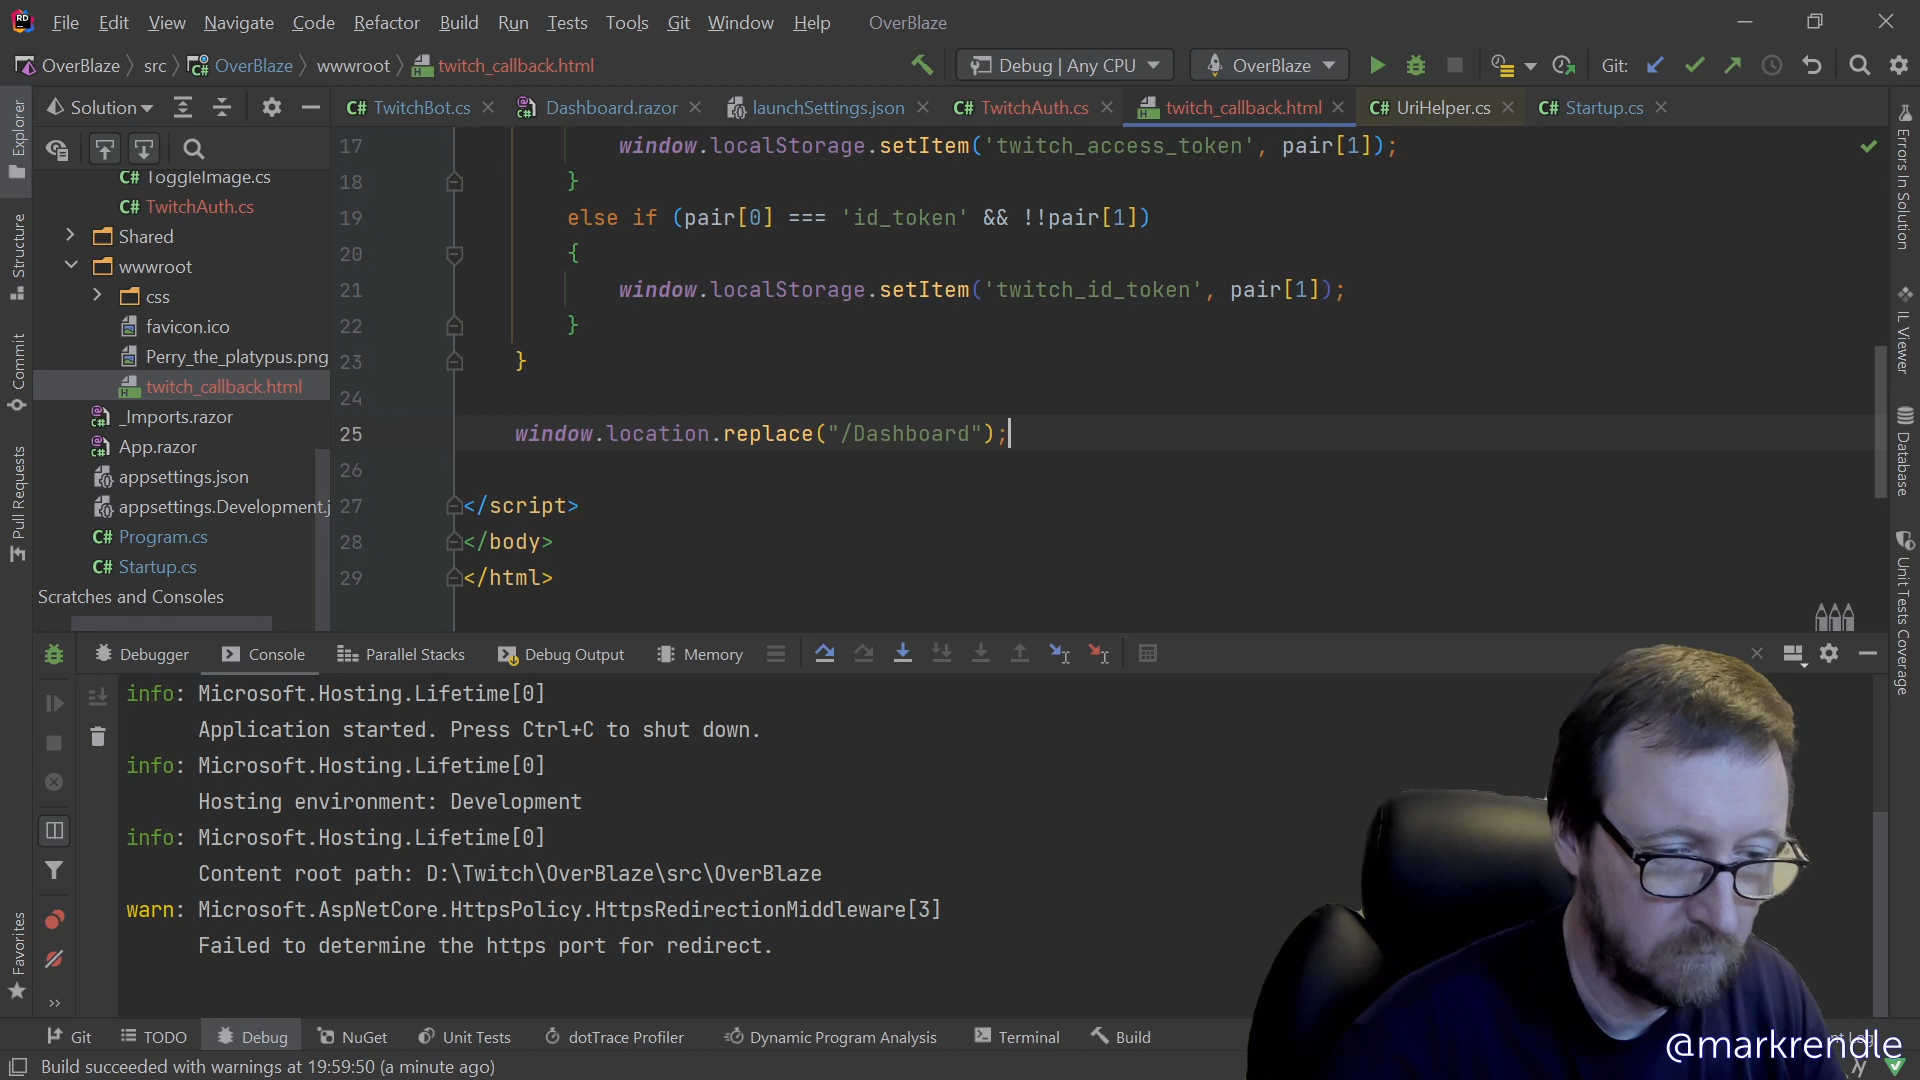 File Edit View Navigate Code Refactor Build Run Tests Tools Git Window Help OverBlaze
OverBlaze src OverBlaze wwwroot twitch_callback.html Debug | Any CPU OverBlaze Git:
Solution TwitchBot.cs Dashboard.razor launchSettings.json TwitchAuth.cs twitch_callback.html UriHelper.cs Startup.cs
Explorer
Structure
Commit
Pull Requests
Favorites
ToggleImage.cs
TwitchAuth.cs
Shared
wwwroot
css
favicon.ico
Perry_the_platypus.png
twitch_callback.html
_Imports.razor
App.razor
appsettings.json
appsettings.Development.j
Program.cs
Startup.cs
Scratches and Consoles
17 window.localStorage.setItem('twitch_access_token', pair[1]);
18 }
19 else if (pair[0] === 'id_token' && !!pair[1])
20 {
21 window.localStorage.setItem('twitch_id_token', pair[1]);
22 }
23 }
24
25 window.location.replace("/Dashboard");
26
27 </script>
28 </body>
29 </html>
Errors In Solution
IL Viewer
Database
Unit Tests Coverage
Debugger Console Parallel Stacks Debug Output Memory
info: Microsoft.Hosting.Lifetime[0]
Application started. Press Ctrl+C to shut down.
info: Microsoft.Hosting.Lifetime[0]
Hosting environment: Development
info: Microsoft.Hosting.Lifetime[0]
Content root path: D:\Twitch\OverBlaze\src\OverBlaze
warn: Microsoft.AspNetCore.HttpsPolicy.HttpsRedirectionMiddleware[3]
Failed to determine the https port for redirect.
Git TODO Debug NuGet Unit Tests dotTrace Profiler Dynamic Program Analysis Terminal Build
@markrendle
Build succeeded with warnings at 19:59:50 (a minute ago)